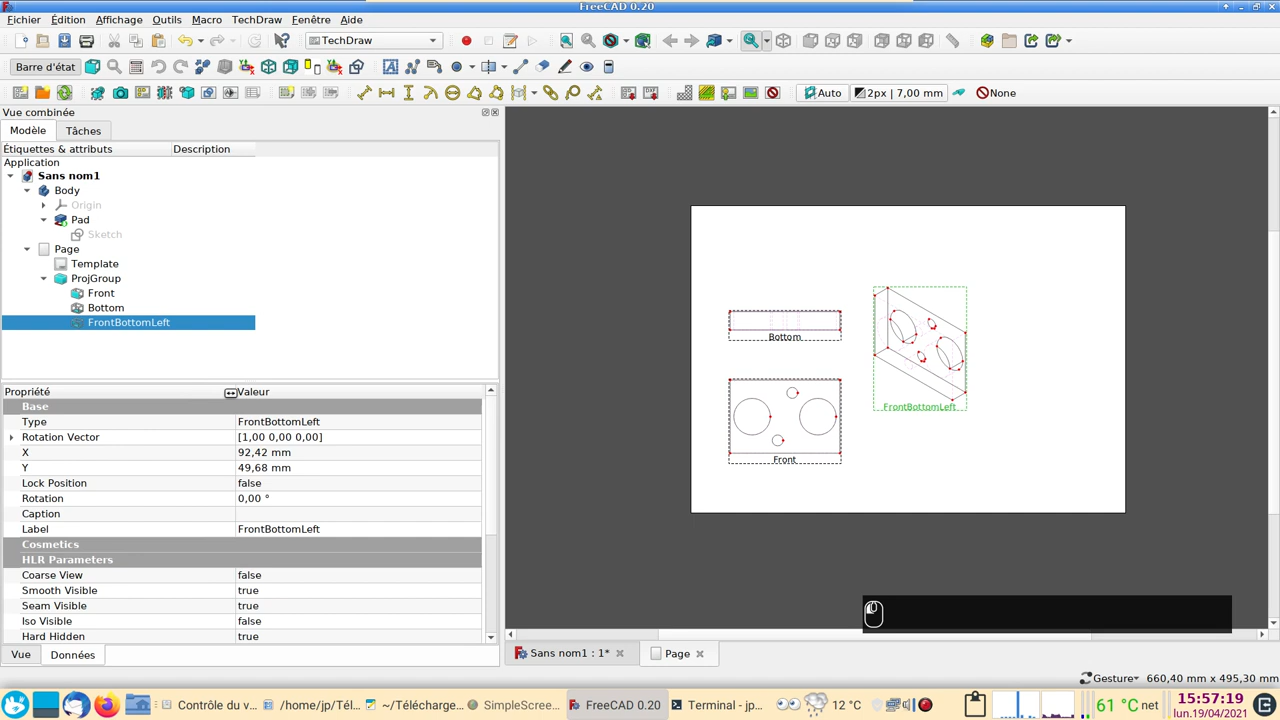 FreeCAD 0.20
Fichier Édition Affichage Outils Macro TechDraw Fenêtre Aide
TechDraw
Barre d'état
Auto 2px | 7,00 mm None
Vue combinée
Modèle Tâches
Étiquettes & attributs Description
Application
Sans nom1
Body
Origin
Pad
Sketch
Page
Template
ProjGroup
Front
Bottom
FrontBottomLeft
Propriété Valeur
Base
Type FrontBottomLeft
Rotation Vector [1,00 0,00 0,00]
X 92,42 mm
Y 49,68 mm
Lock Position false
Rotation 0,00 °
Caption
Label FrontBottomLeft
Cosmetics
HLR Parameters
Coarse View false
Smooth Visible true
Seam Visible true
Iso Visible false
Hard Hidden true
Vue Données
Bottom
Front
FrontBottomLeft
Sans nom1 : 1* Page
Gesture 660,40 mm x 495,30 mm
Contrôle du v... /home/jp/Tél... ~/Télécharge... SimpleScree... FreeCAD 0.20 Terminal - jp... 12 °C 61 °C net 15:57:19
lun.19/04/2021